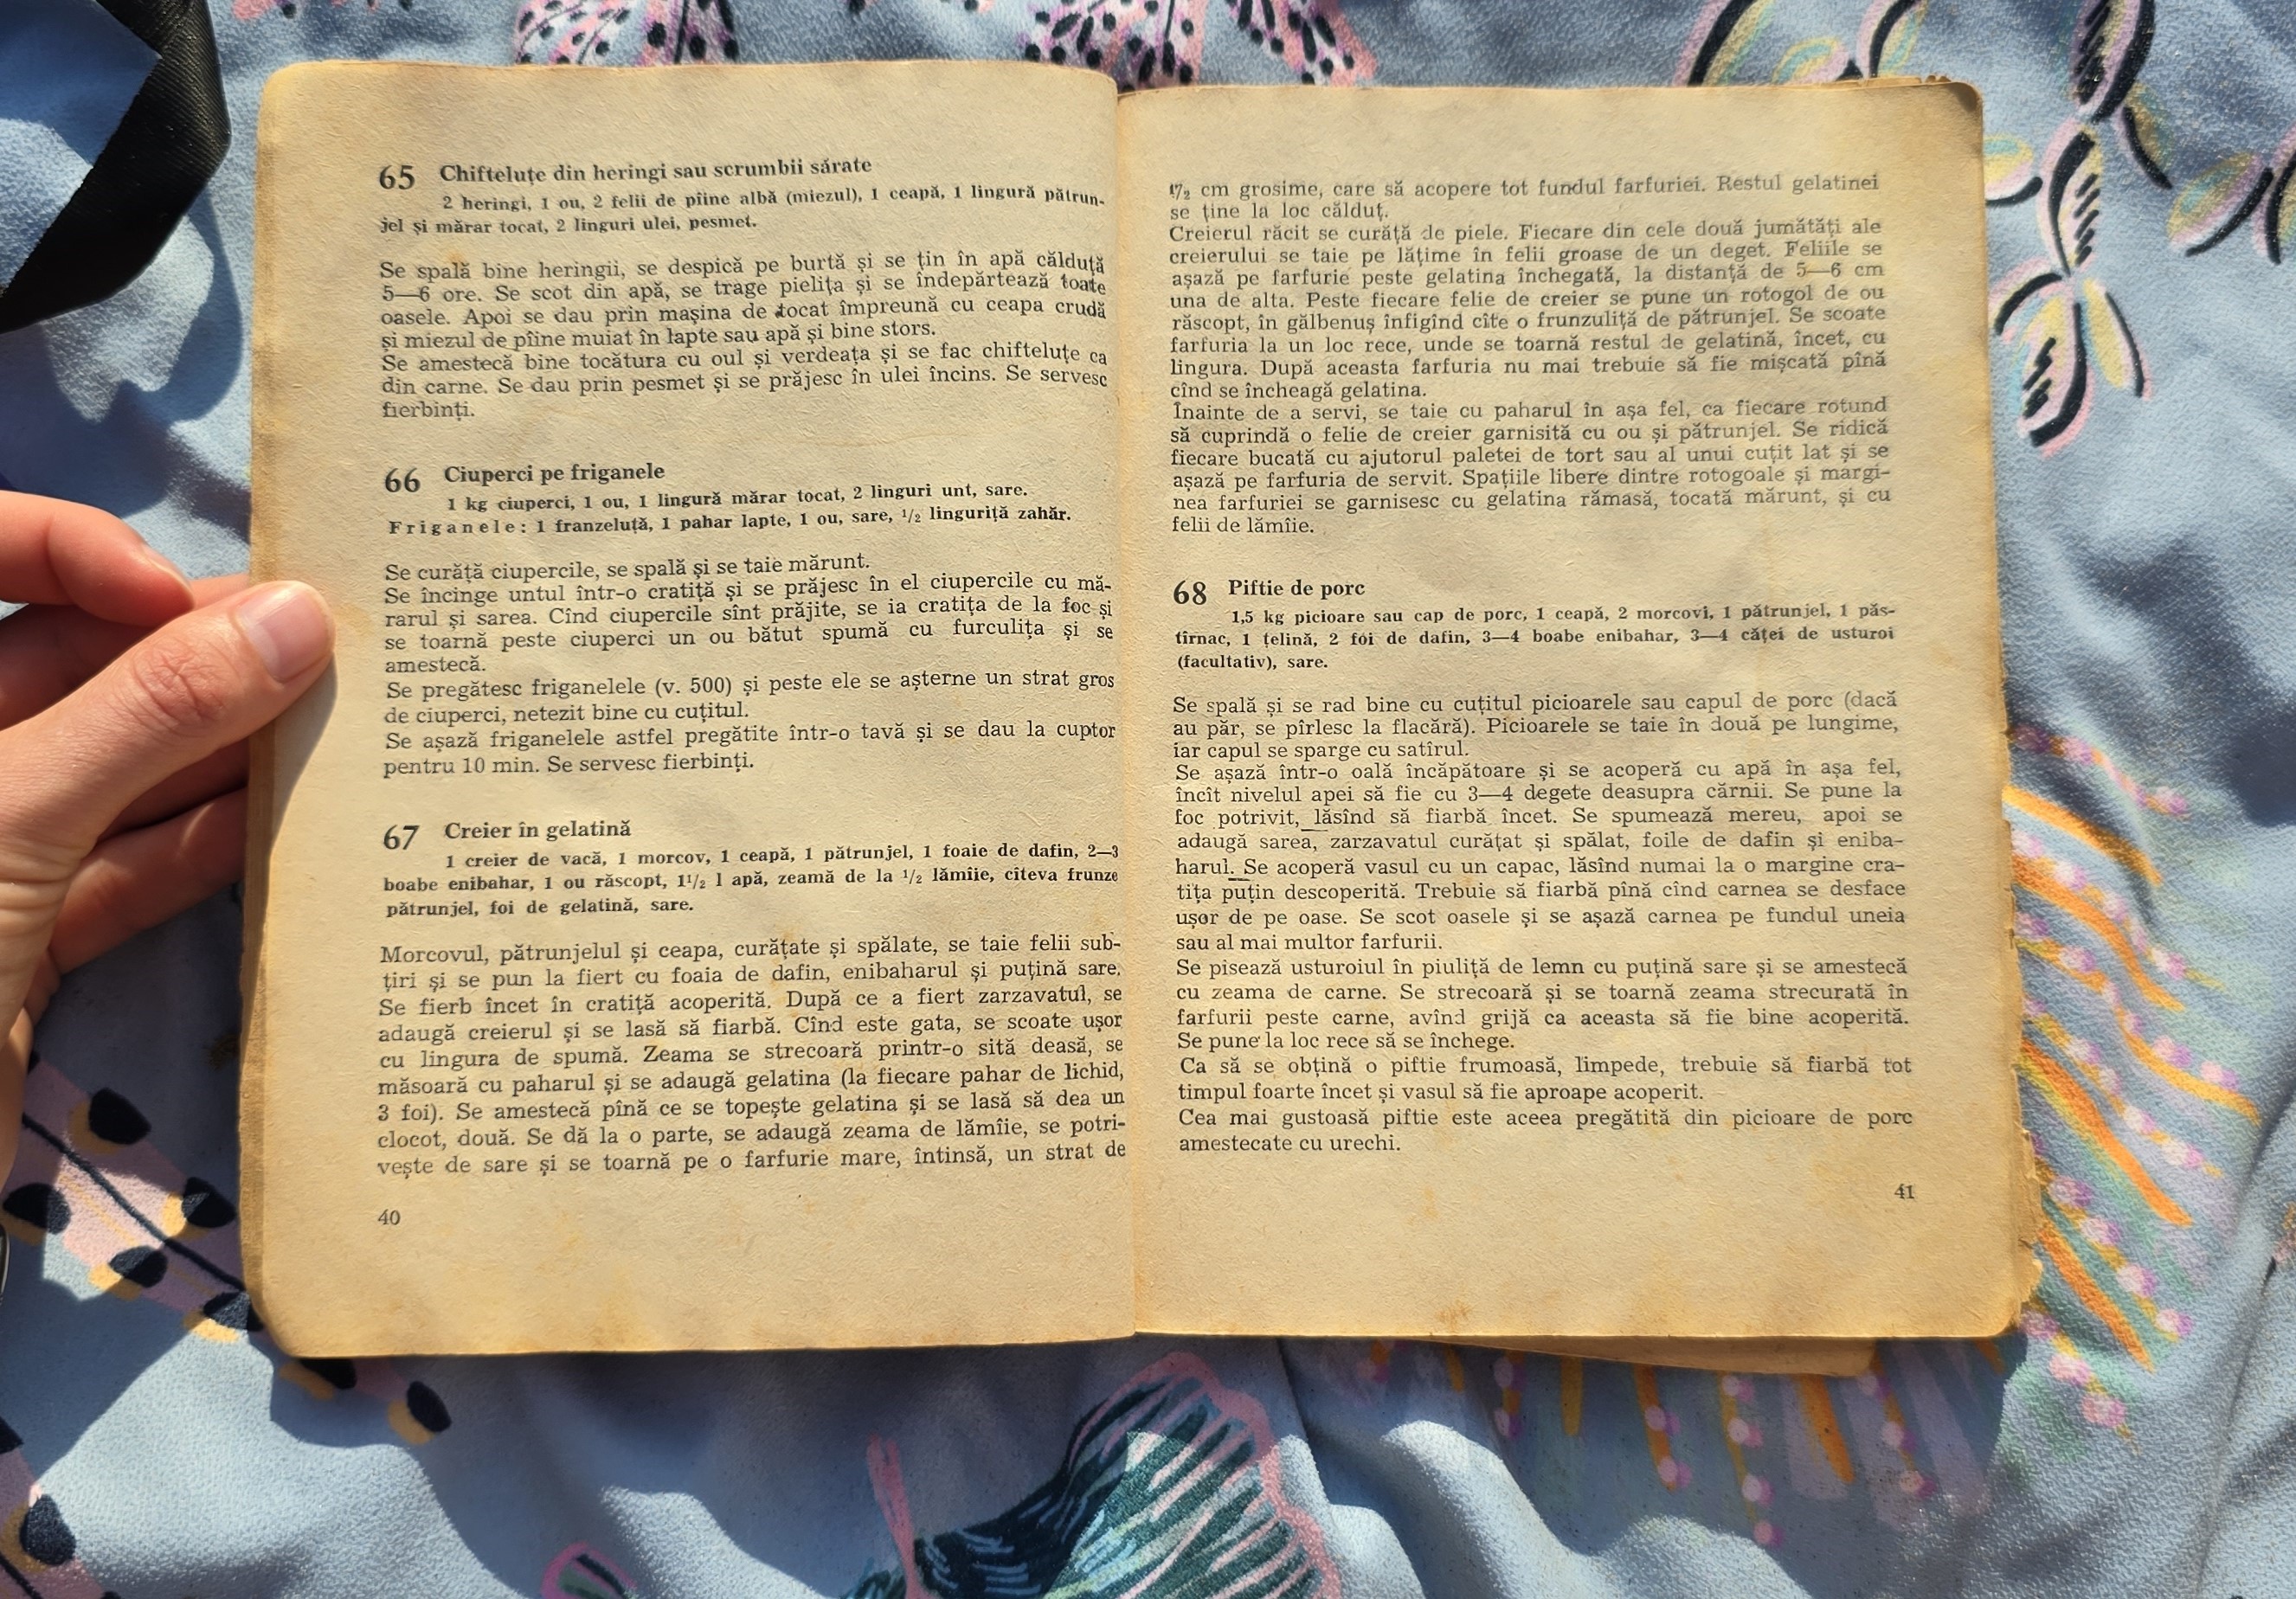 65 Chifteluțe din heringi sau scrumbii sărate
2 heringi, 1 ou, 2 felii de pîine albă (miezul), 1 ceapă, 1 lingură pătrun-
jel și mărar tocat, 2 linguri ulei, pesmet.
Se spală bine heringii, se despică pe burtă și se țin în apă călduță
5—6 ore. Se scot din apă, se trage pielița și se îndepărtează toate
oasele. Apoi se dau prin mașina de tocat împreună cu ceapa crudă
și miezul de pîine muiat în lapte sau apă și bine stors.
Se amestecă bine tocătura cu oul și verdeața și se fac chifteluțe ca
din carne. Se dau prin pesmet și se prăjesc în ulei încins. Se servesc
fierbinți.
66 Ciuperci pe friganele
1 kg ciuperci, 1 ou, 1 lingură mărar tocat, 2 linguri unt, sare.
Friganele: 1 franzeluță, 1 pahar lapte, 1 ou, sare, 1/2 linguriță zahăr.
Se curăță ciupercile, se spală și se taie mărunt.
Se încinge untul într-o cratiță și se prăjesc în el ciupercile cu mă-
rarul și sarea. Cînd ciupercile sînt prăjite, se ia cratița de la foc și
se toarnă peste ciuperci un ou bătut spumă cu furculița și se
amestecă.
Se pregătesc friganelele (v. 500) și peste ele se așterne un strat gros
de ciuperci, netezit bine cu cuțitul.
Se așază friganelele astfel pregătite într-o tavă și se dau la cuptor
pentru 10 min. Se servesc fierbinți.
67 Creier în gelatină
1 creier de vacă, 1 morcov, 1 ceapă, 1 pătrunjel, 1 foaie de dafin, 2—3
boabe enibahar, 1 ou răscopt, 1 1/2 l apă, zeamă de la 1/2 lămîie, cîteva frunze
pătrunjel, foi de gelatină, sare.
Morcovul, pătrunjelul și ceapa, curățate și spălate, se taie felii sub-
țiri și se pun la fiert cu foaia de dafin, enibaharul și puțină sare.
Se fierb încet în cratiță acoperită. După ce a fiert zarzavatul, se
adaugă creierul și se lasă să fiarbă. Cînd este gata, se scoate ușor
cu lingura de spumă. Zeama se strecoară printr-o sită deasă, se
măsoară cu paharul și se adaugă gelatina (la fiecare pahar de lichid,
3 foi). Se amestecă pînă ce se topește gelatina și se lasă să dea un
clocot, două. Se dă la o parte, se adaugă zeama de lămîie, se potri-
vește de sare și se toarnă pe o farfurie mare, întinsă, un strat de
40
1/2 cm grosime, care să acopere tot fundul farfuriei. Restul gelatinei
se ține la loc călduț.
Creierul răcit se curăță de piele. Fiecare din cele două jumătăți ale
creierului se taie pe lățime în felii groase de un deget. Feliile se
așază pe farfurie peste gelatina închegată, la distanță de 5—6 cm
una de alta. Peste fiecare felie de creier se pune un rotogol de ou
răscopt, în gălbenuș înfigînd cîte o frunzuliță de pătrunjel. Se scoate
farfuria la un loc rece, unde se toarnă restul de gelatină, încet, cu
lingura. După aceasta farfuria nu mai trebuie să fie mișcată pînă
cînd se încheagă gelatina.
Înainte de a servi, se taie cu paharul în așa fel, ca fiecare rotund
să cuprindă o felie de creier garnisită cu ou și pătrunjel. Se ridică
fiecare bucată cu ajutorul paletei de tort sau al unui cuțit lat și se
așază pe farfuria de servit. Spațiile libere dintre rotogoale și margi-
nea farfuriei se garnisesc cu gelatina rămasă, tocată mărunt, și cu
felii de lămîie.
68 Piftie de porc
1,5 kg picioare sau cap de porc, 1 ceapă, 2 morcovi, 1 pătrunjel, 1 păs-
tîrnac, 1 țelină, 2 foi de dafin, 3—4 boabe enibahar, 3—4 căței de usturoi
(facultativ), sare.
Se spală și se rad bine cu cuțitul picioarele sau capul de porc (dacă
au păr, se pîrlesc la flacără). Picioarele se taie în două pe lungime,
iar capul se sparge cu satîrul.
Se așază într-o oală încăpătoare și se acoperă cu apă în așa fel,
încît nivelul apei să fie cu 3—4 degete deasupra cărnii. Se pune la
foc potrivit, lăsînd să fiarbă încet. Se spumează mereu, apoi se
adaugă sarea, zarzavatul curățat și spălat, foile de dafin și eniba-
harul. Se acoperă vasul cu un capac, lăsînd numai la o margine cra-
tița puțin descoperită. Trebuie să fiarbă pînă cînd carnea se desface
ușor de pe oase. Se scot oasele și se așază carnea pe fundul uneia
sau al mai multor farfurii.
Se pisează usturoiul în piuliță de lemn cu puțină sare și se amestecă
cu zeama de carne. Se strecoară și se toarnă zeama strecurată în
farfurii peste carne, avînd grijă ca aceasta să fie bine acoperită.
Se pune la loc rece să se închege.
Ca să se obțină o piftie frumoasă, limpede, trebuie să fiarbă tot
timpul foarte încet și vasul să fie aproape acoperit.
Cea mai gustoasă piftie este aceea pregătită din picioare de porc
amestecate cu urechi.
41